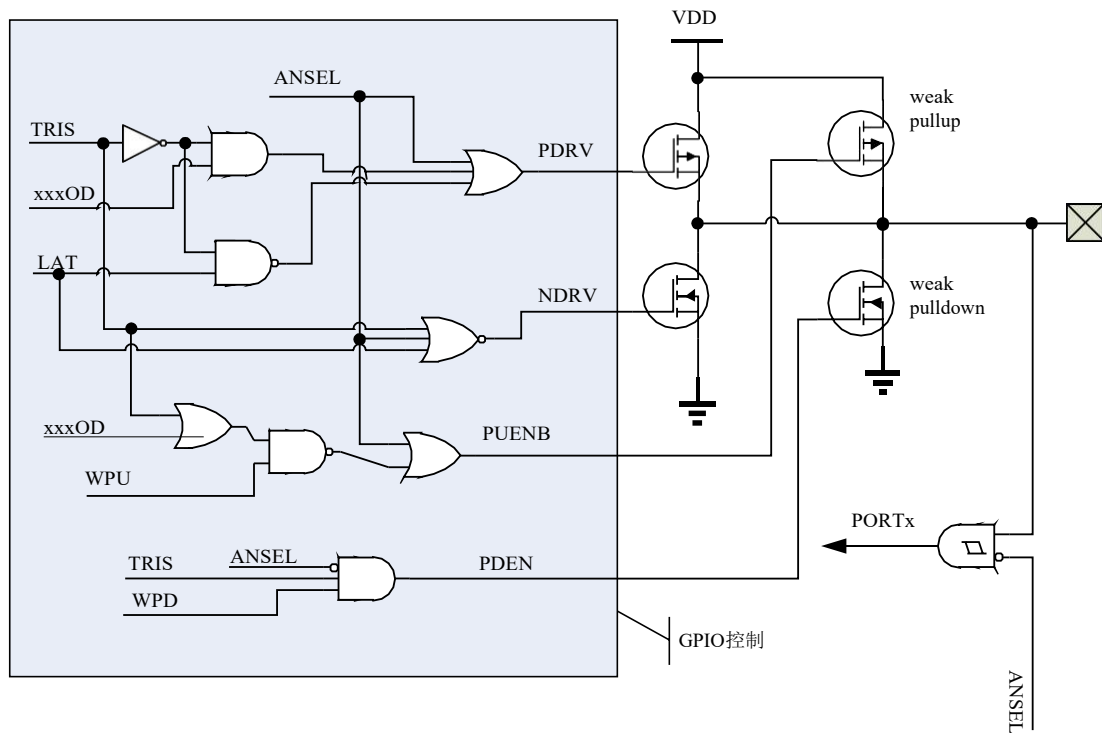 VDD
ANSEL
weak
pullup
TRIS
PDRV
xxxOD
LAT
NDRV
weak
pulldown
xxxOD
PUENB
WPU
PORTx
ANSEL
TRIS
PDEN
WPD
GPIO控制
ANSEL